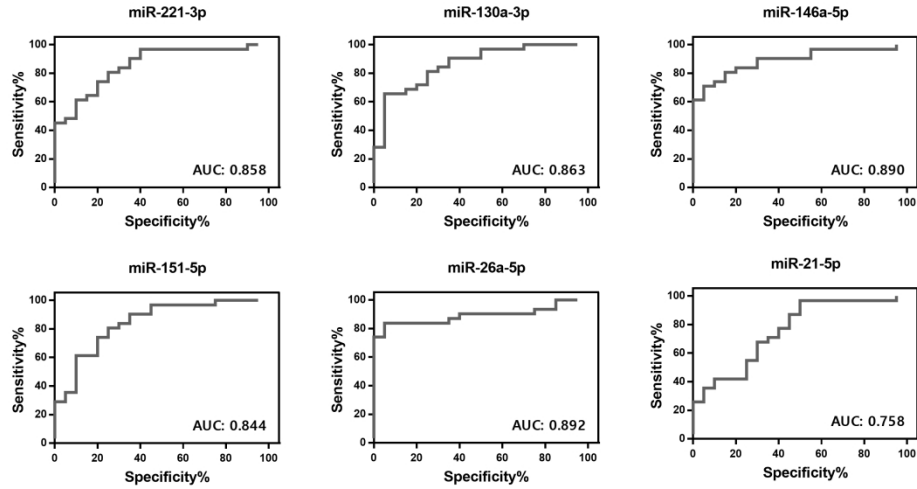 miR-221-3p
miR-130a-3p
miR-146a-5p
Sensitivity%
100
80
60
40
20
0
AUC: 0.858
0 20 40 60 80 100
Specificity%
Sensitivity%
100
80
60
40
20
0
AUC: 0.863
0 20 40 60 80 100
Specificity%
Sensitivity%
100
80
60
40
20
0
AUC: 0.890
0 20 40 60 80 100
Specificity%
miR-151-5p
miR-26a-5p
miR-21-5p
Sensitivity%
100
80
60
40
20
0
AUC: 0.844
0 20 40 60 80 100
Specificity%
Sensitivity%
100
80
60
40
20
0
AUC: 0.892
0 20 40 60 80 100
Specificity%
Sensitivity%
100
80
60
40
20
0
AUC: 0.758
0 20 40 60 80 100
Specificity%